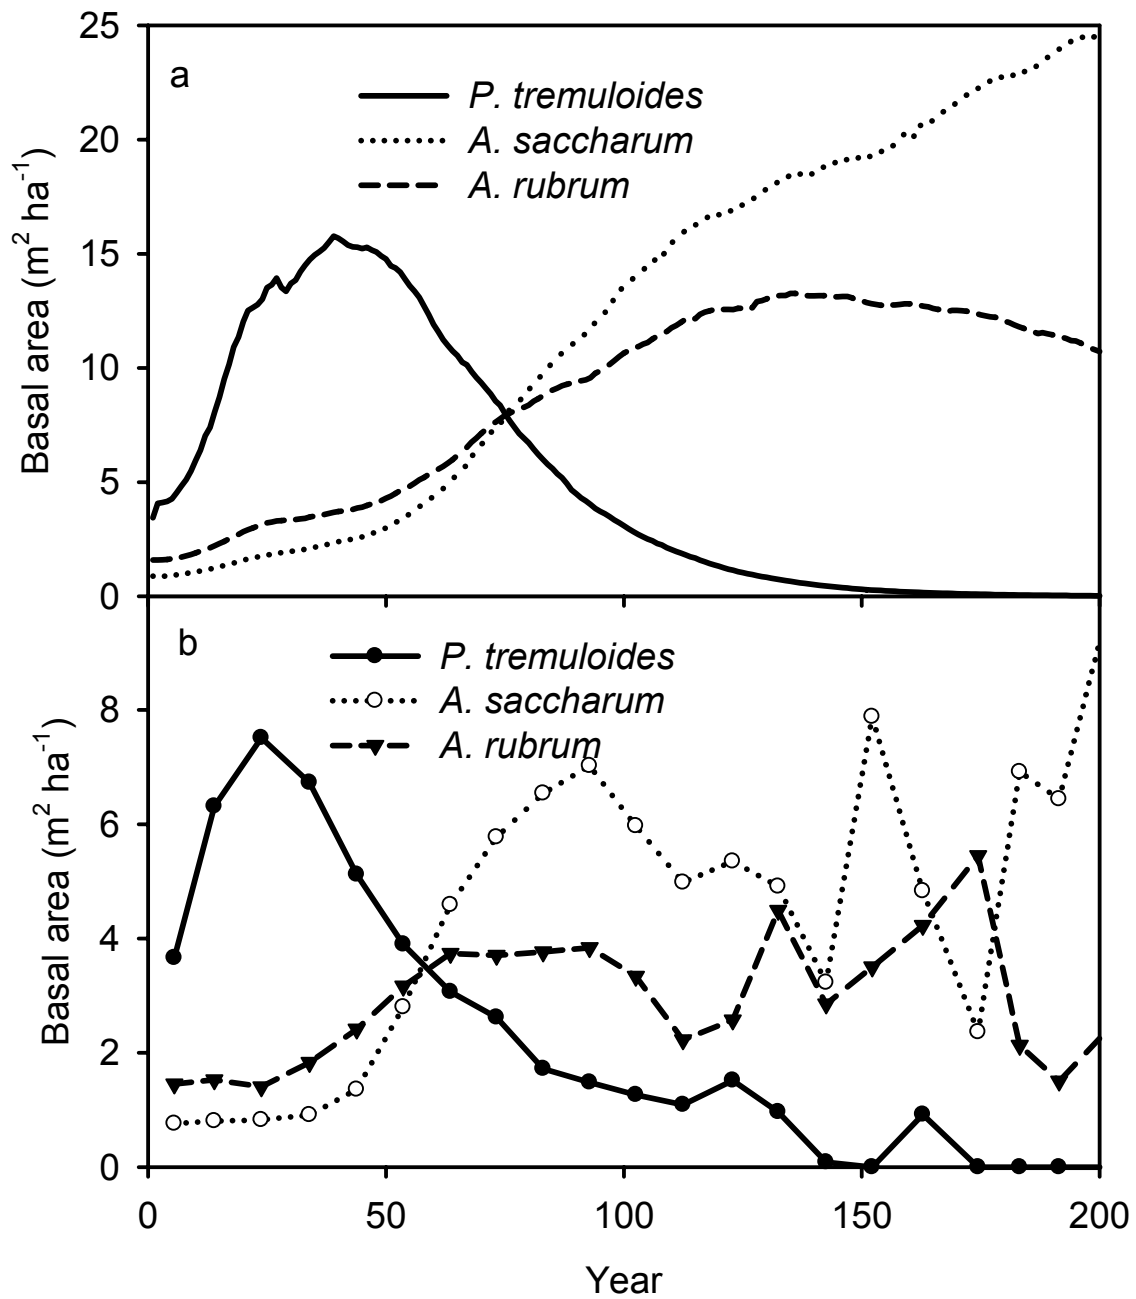 25
a
P. tremuloides
A. saccharum
A. rubrum
20
15
10
5
0
Basal area (m² ha⁻¹)
b
P. tremuloides
A. saccharum
A. rubrum
8
6
4
2
0
Basal area (m² ha⁻¹)
0 50 100 150 200
Year